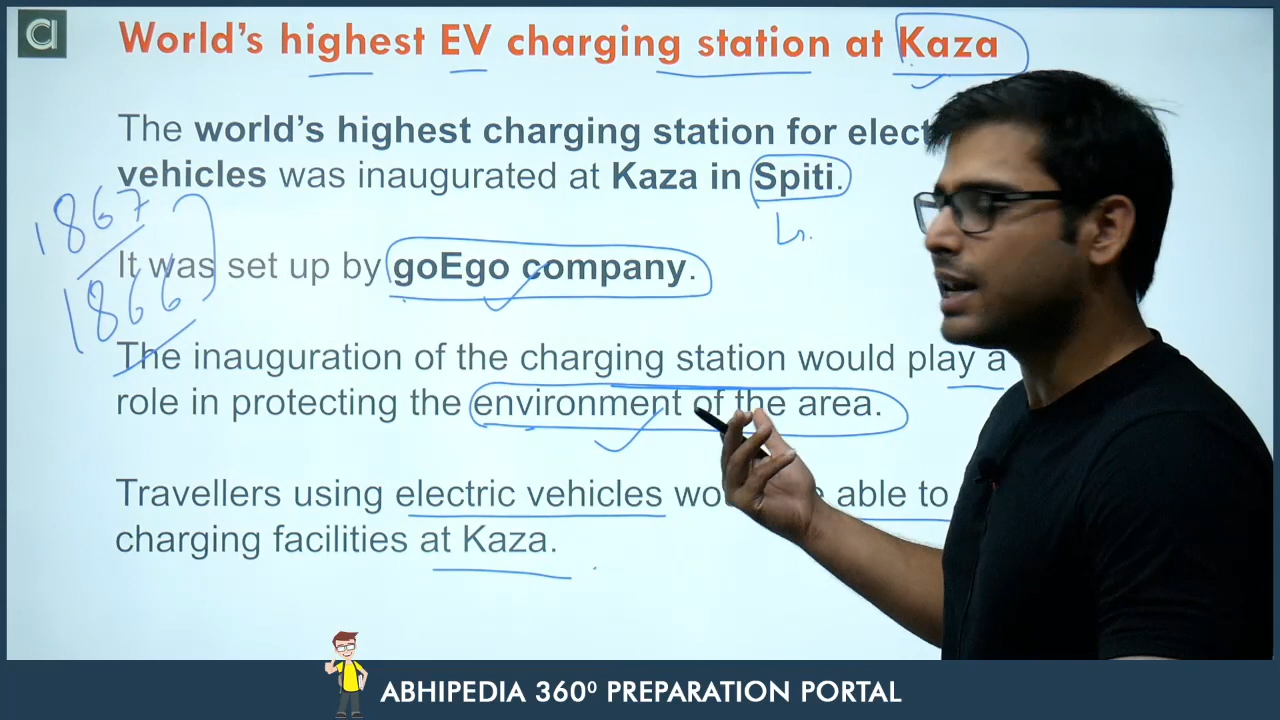 World's highest EV charging station at Kaza
The world's highest charging station for elect
vehicles was inaugurated at Kaza in Spiti.
1867
It was set up by goEgo company.
1866
The inauguration of the charging station would play a
role in protecting the environment of the area.
Travellers using electric vehicles able to
charging facilities at Kaza.
ABHIPEDIA 360⁰ PREPARATION PORTAL